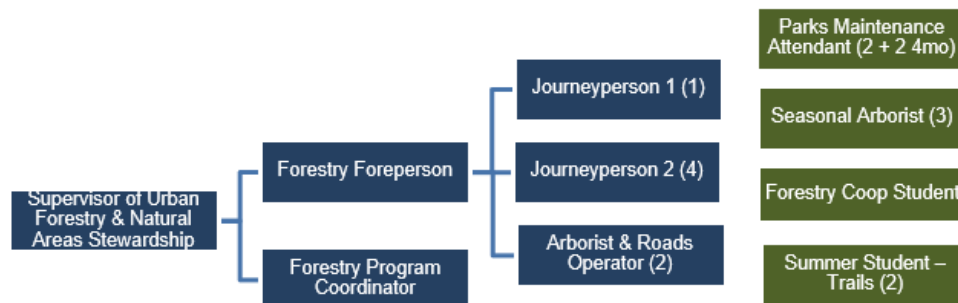 Supervisor of Urban
Forestry & Natural
Areas Stewardship
Forestry Foreperson
Forestry Program
Coordinator
Journeyperson 1 (1)
Journeyperson 2 (4)
Arborist & Roads
Operator (2)
Parks Maintenance
Attendant (2 + 2 4mo)
Seasonal Arborist (3)
Forestry Coop Student
Summer Student –
Trails (2)